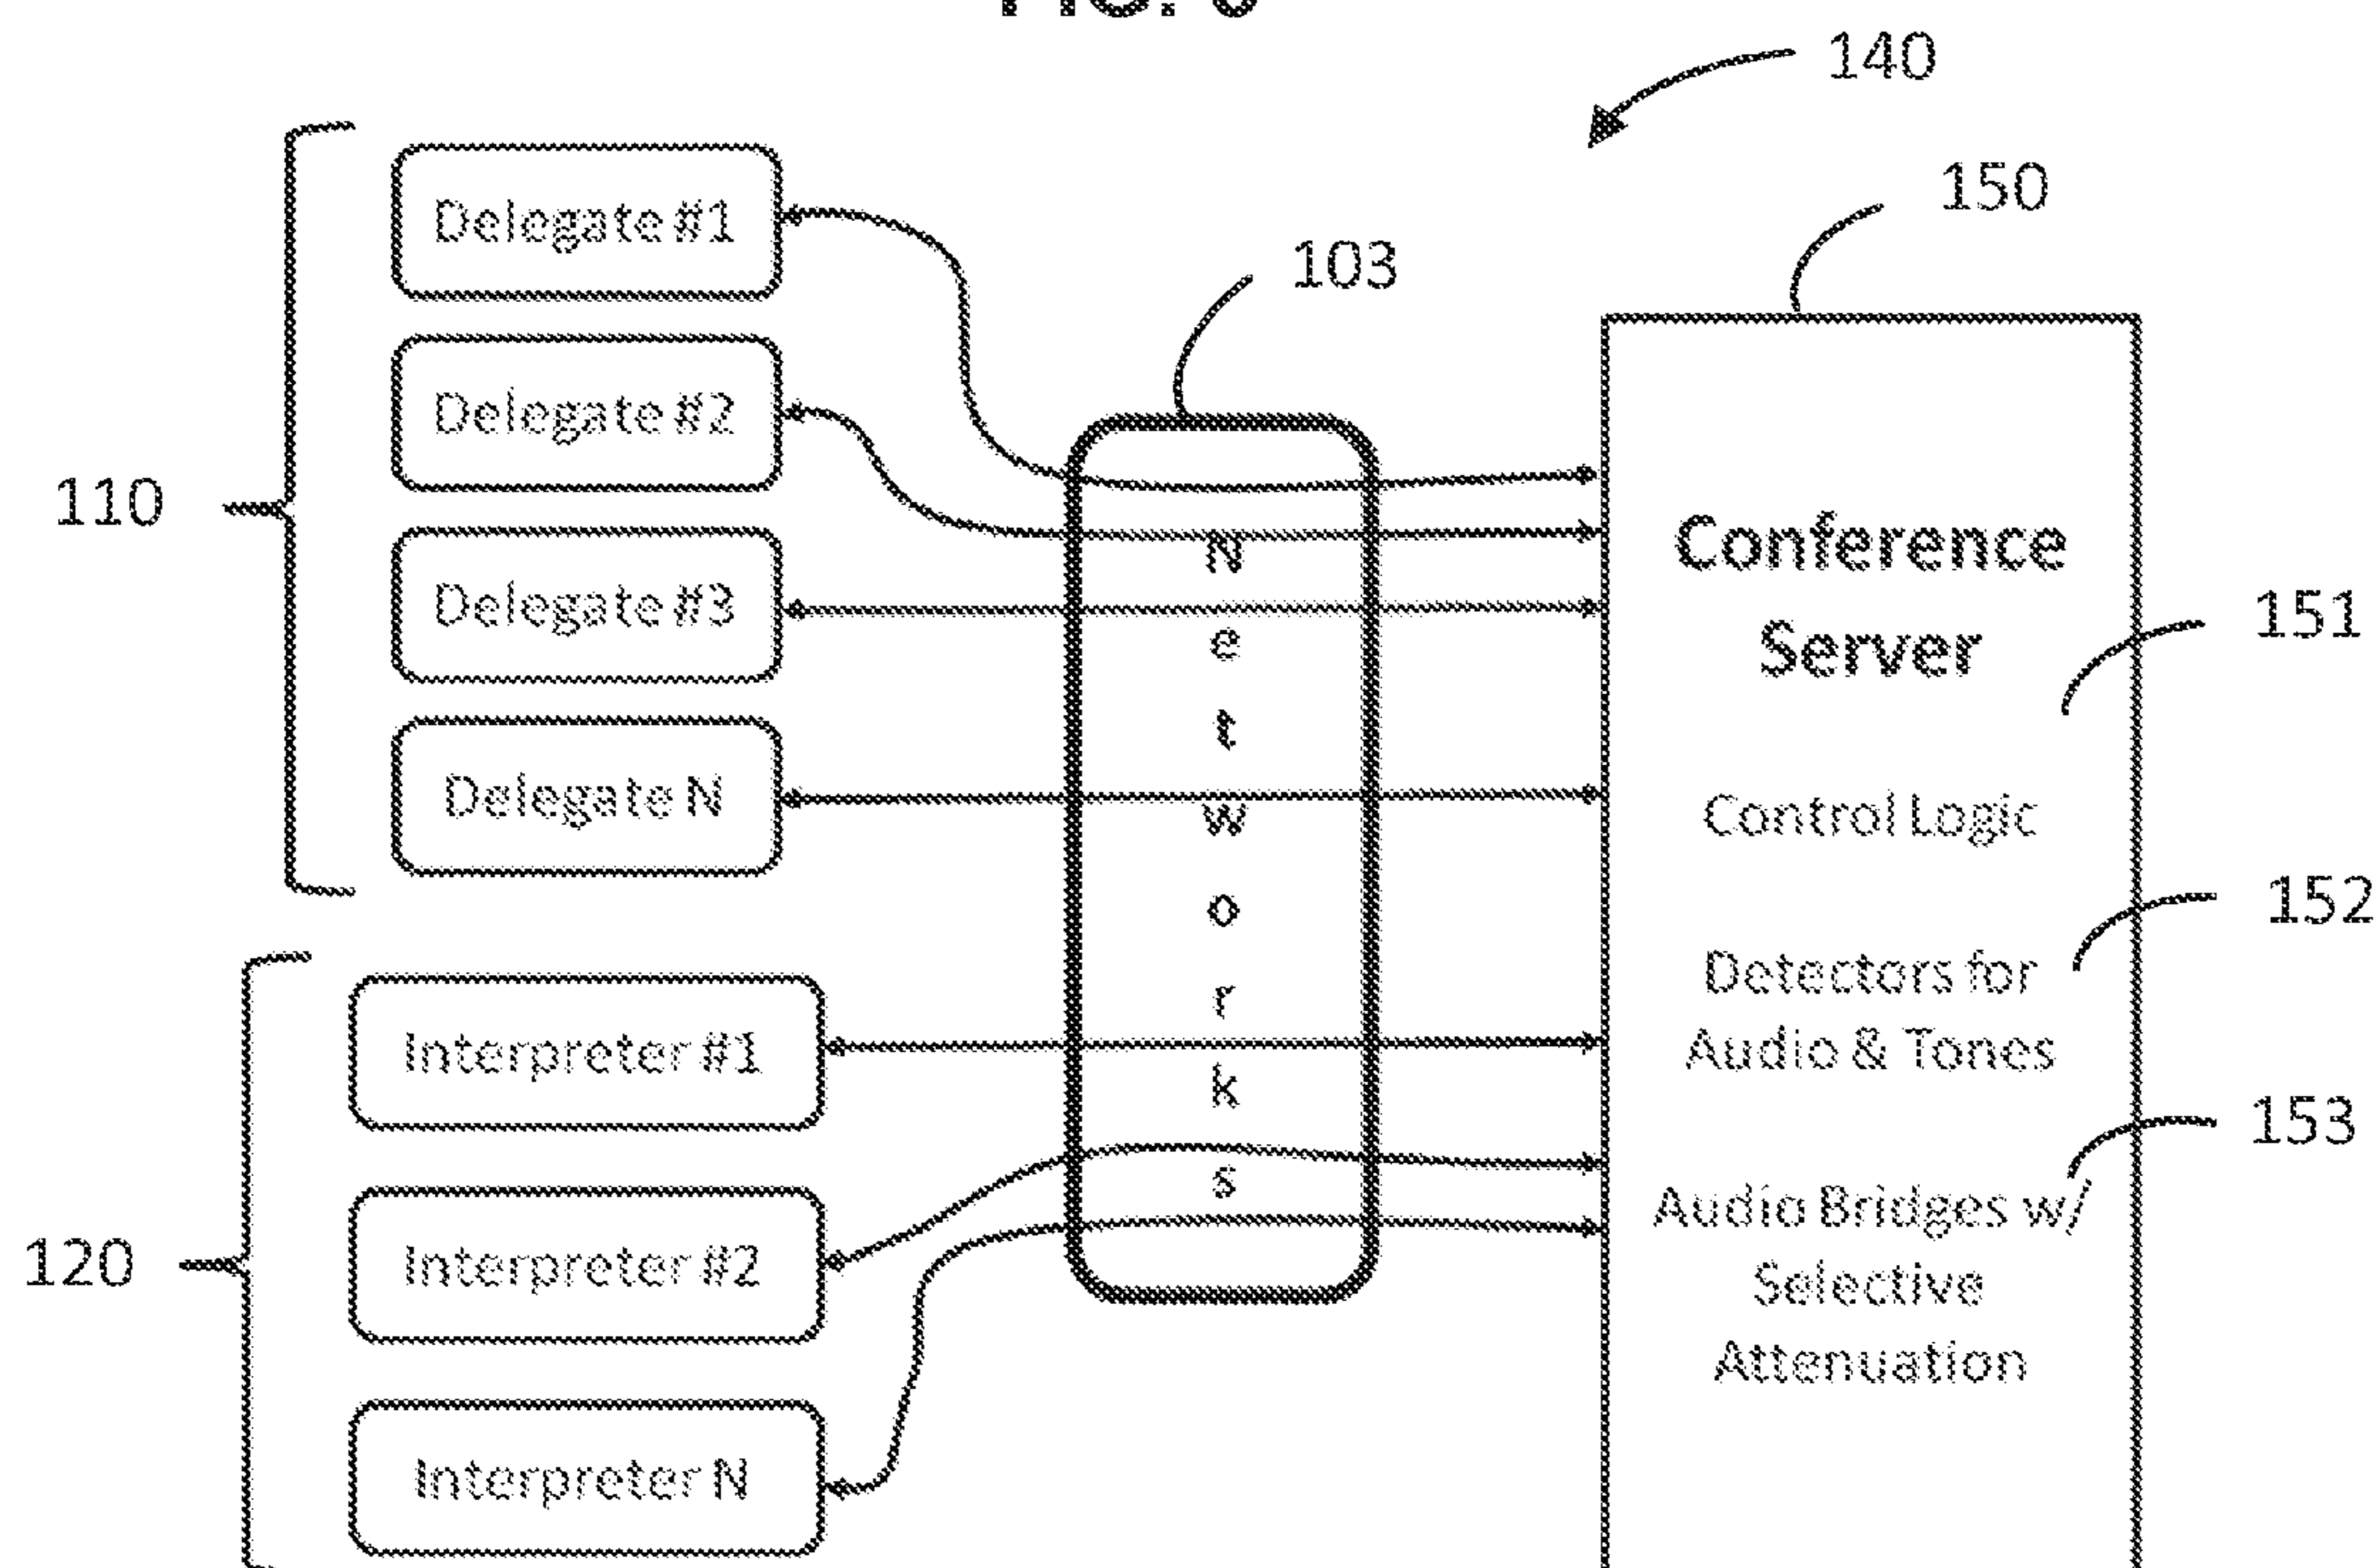 140
150
103
Delegate #1
Delegate #2
Delegate #3
Delegate N
110
Networks
Conference
Server
151
Control Logic
152
Detectors for
Audio & Tones
153
Audio Bridges w/
Selective
Attenuation
Interpreter #1
Interpreter #2
Interpreter N
120